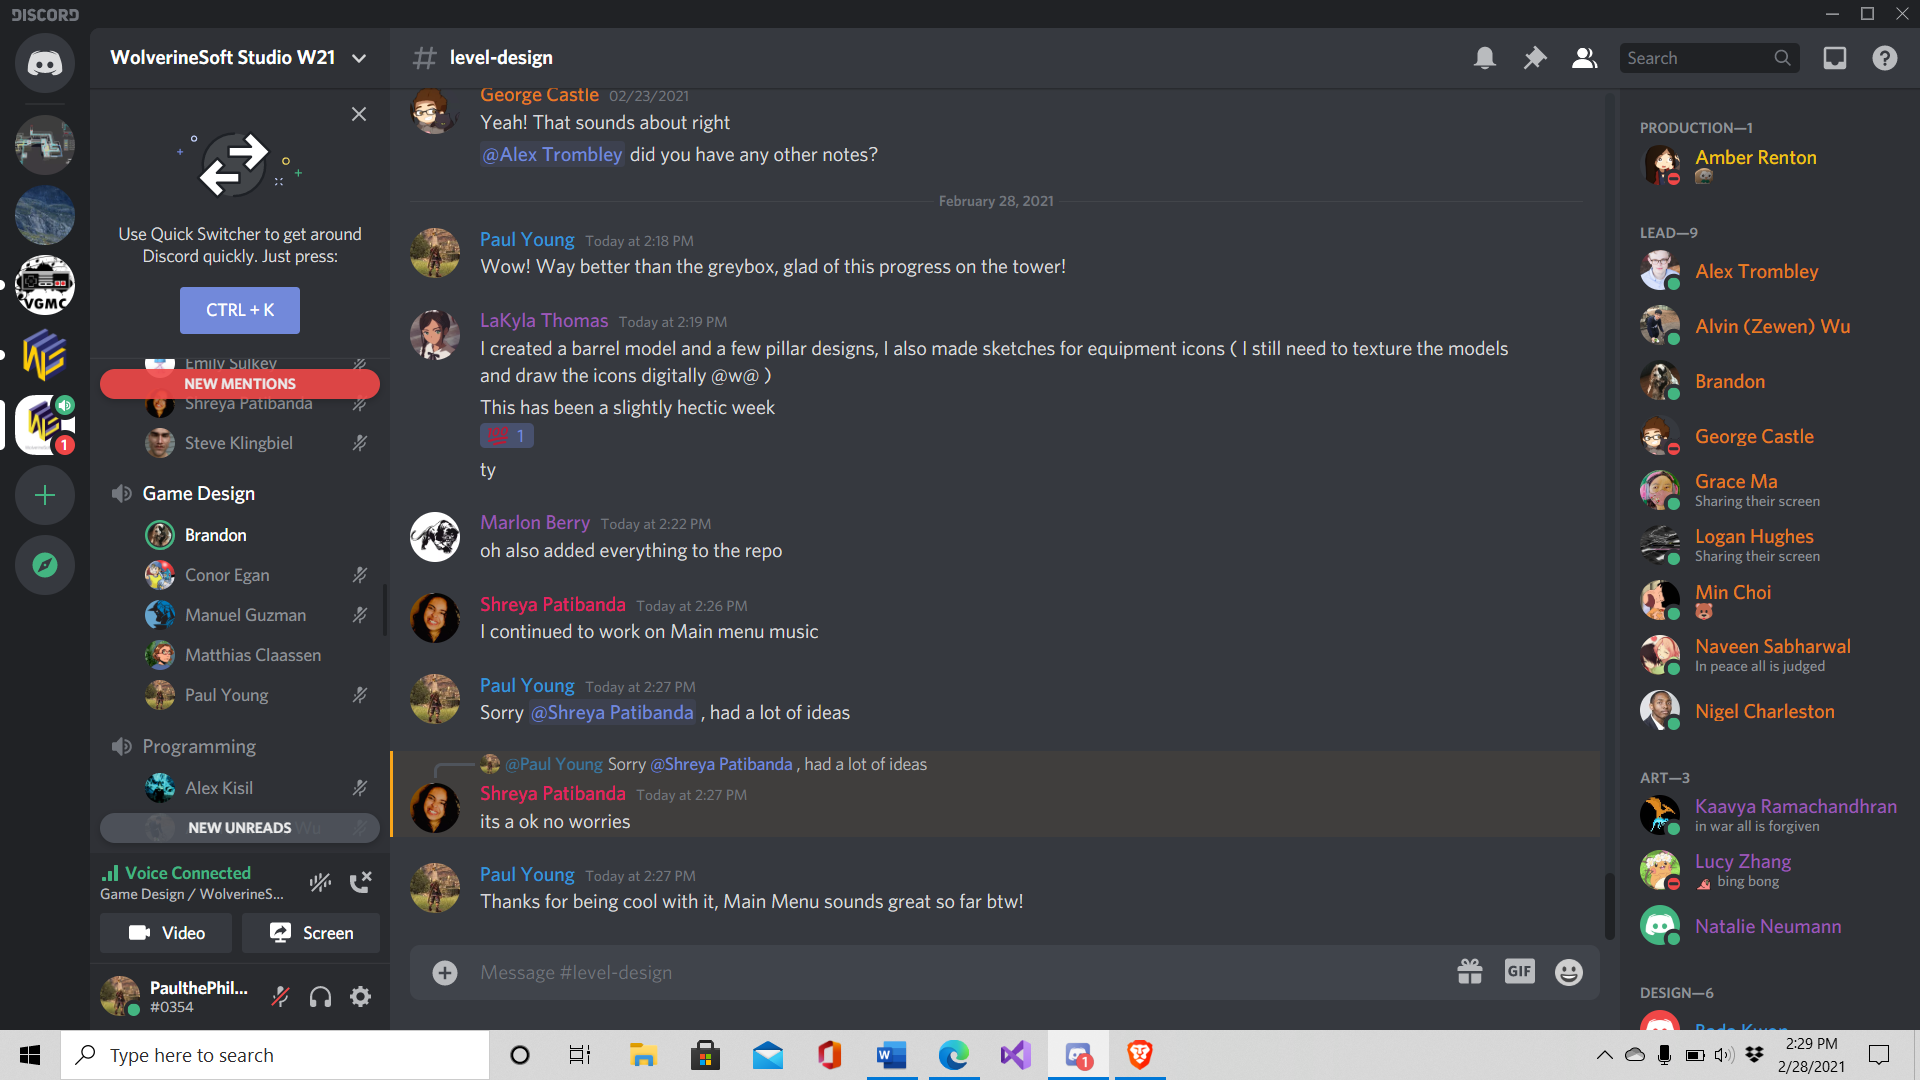 DISCORD
WolverineSoft Studio W21
level-design
Search
Use Quick Switcher to get around
Discord quickly. Just press:
CTRL + K
Emily Sulkey
NEW MENTIONS
Shreya Patibanda
Steve Klingbiel
Game Design
Brandon
Conor Egan
Manuel Guzman
Matthias Claassen
Paul Young
Programming
Alex Kisil
NEW UNREADS
Wu
Voice Connected
Game Design / WolverineS...
Video
Screen
PaulthePhil...
#0354
VGMC
1
George Castle 02/23/2021
Yeah! That sounds about right
@Alex Trombley did you have any other notes?
February 28, 2021
Paul Young Today at 2:18 PM
Wow! Way better than the greybox, glad of this progress on the tower!
LaKyla Thomas Today at 2:19 PM
I created a barrel model and a few pillar designs, I also made sketches for equipment icons ( I still need to texture the models
and draw the icons digitally @w@ )
This has been a slightly hectic week
1
ty
Marlon Berry Today at 2:22 PM
oh also added everything to the repo
Shreya Patibanda Today at 2:26 PM
I continued to work on Main menu music
Paul Young Today at 2:27 PM
Sorry @Shreya Patibanda , had a lot of ideas
@Paul Young Sorry @Shreya Patibanda , had a lot of ideas
Shreya Patibanda Today at 2:27 PM
its a ok no worries
Paul Young Today at 2:27 PM
Thanks for being cool with it, Main Menu sounds great so far btw!
Message #level-design
GIF
PRODUCTION—1
Amber Renton
LEAD—9
Alex Trombley
Alvin (Zewen) Wu
Brandon
George Castle
Grace Ma
Sharing their screen
Logan Hughes
Sharing their screen
Min Choi
Naveen Sabharwal
In peace all is judged
Nigel Charleston
ART—3
Kaavya Ramachandhran
in war all is forgiven
Lucy Zhang
bing bong
Natalie Neumann
DESIGN—6
Type here to search
1
2:29 PM
2/28/2021